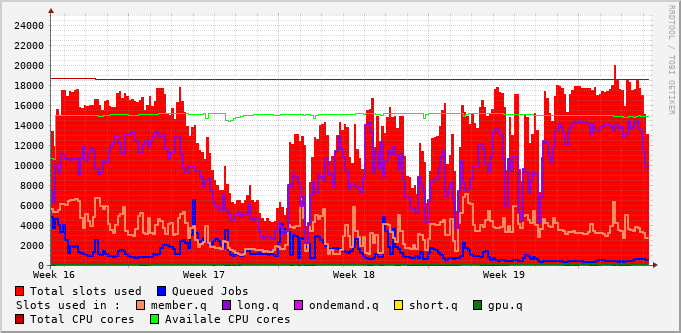 RRDTOOL / TOBI OETIKER
24000
22000
20000
18000
16000
14000
12000
10000
8000
6000
4000
2000
0
Week 16 Week 17 Week 18 Week 19
Total slots used Queued Jobs
Slots used in : member.q long.q ondemand.q short.q gpu.q
Total CPU cores Availale CPU cores